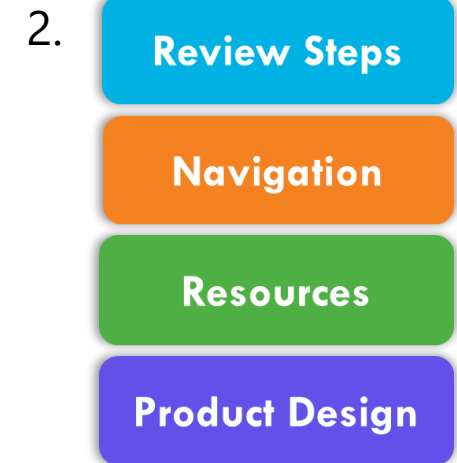 2.
Review Steps
Navigation
Resources
Product Design